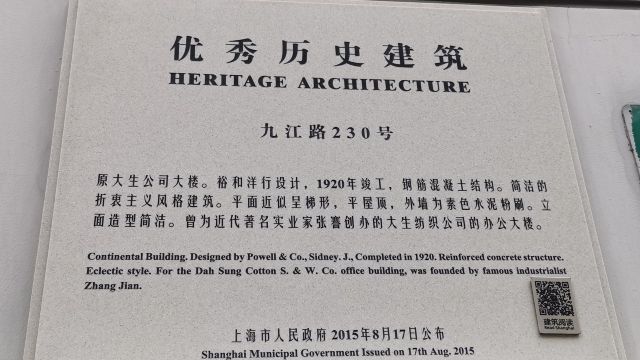 优秀历史建筑
HERITAGE ARCHITECTURE
九江路230号
原大生公司大楼。裕和洋行设计，1920年竣工，钢筋混凝土结构。简洁的
折衷主义风格建筑。平面近似呈梯形，平屋顶，外墙为素色水泥粉刷。立
面造型简洁。曾为近代著名实业家张謇创办的大生纺织公司的办公大楼。
Continental Building. Designed by Powell & Co., Sidney. J., Completed in 1920. Reinforced concrete structure.
Eclectic style. For the Dah Sung Cotton S. & W. Co. office building, was founded by famous industrialist
Zhang Jian.
建筑阅读
Read Shanghai
上海市人民政府 2015年8月17日公布
Shanghai Municipal Government Issued on 17th Aug. 2015